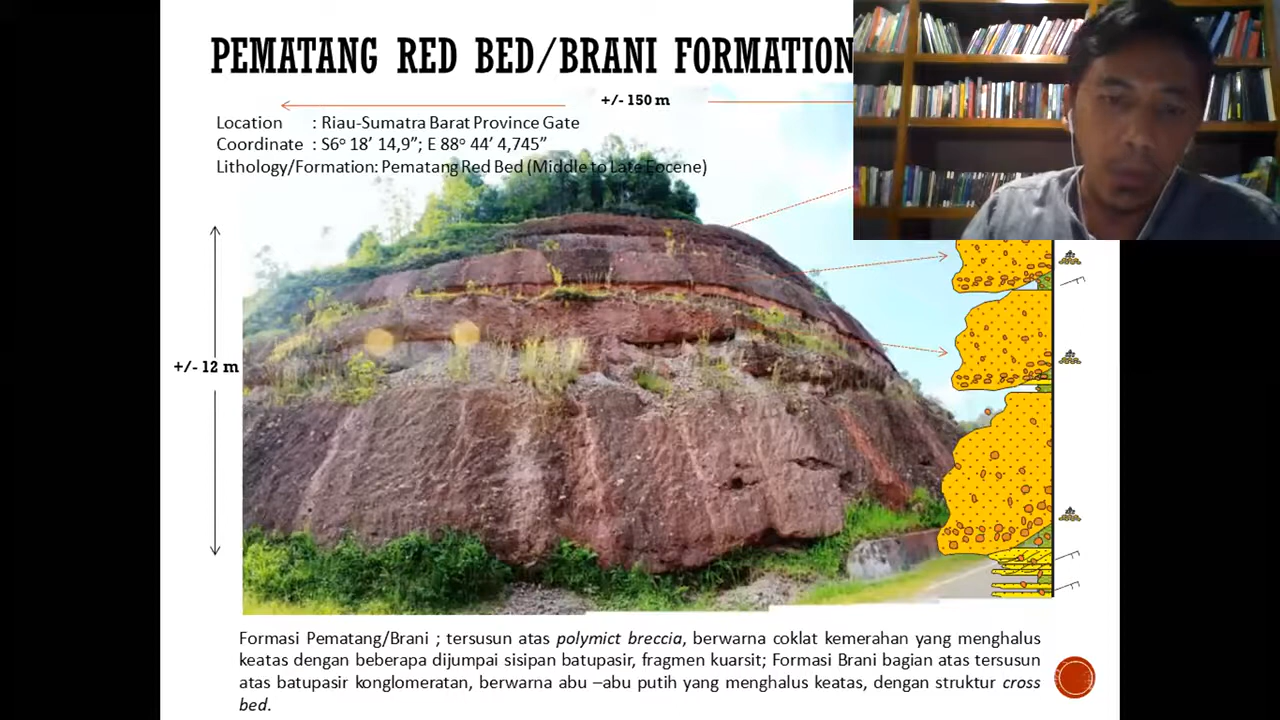 PEMATANG RED BED/BRANI FORMATION
+/- 150 m
Location : Riau-Sumatra Barat Province Gate
Coordinate : S6º 18’ 14,9”; E 88º 44’ 4,745”
Lithology/Formation: Pematang Red Bed (Middle to Late Eocene)
+/- 12 m
Formasi Pematang/Brani ; tersusun atas polymict breccia, berwarna coklat kemerahan yang menghalus
keatas dengan beberapa dijumpai sisipan batupasir, fragmen kuarsit; Formasi Brani bagian atas tersusun
atas batupasir konglomeratan, berwarna abu –abu putih yang menghalus keatas, dengan struktur cross
bed.